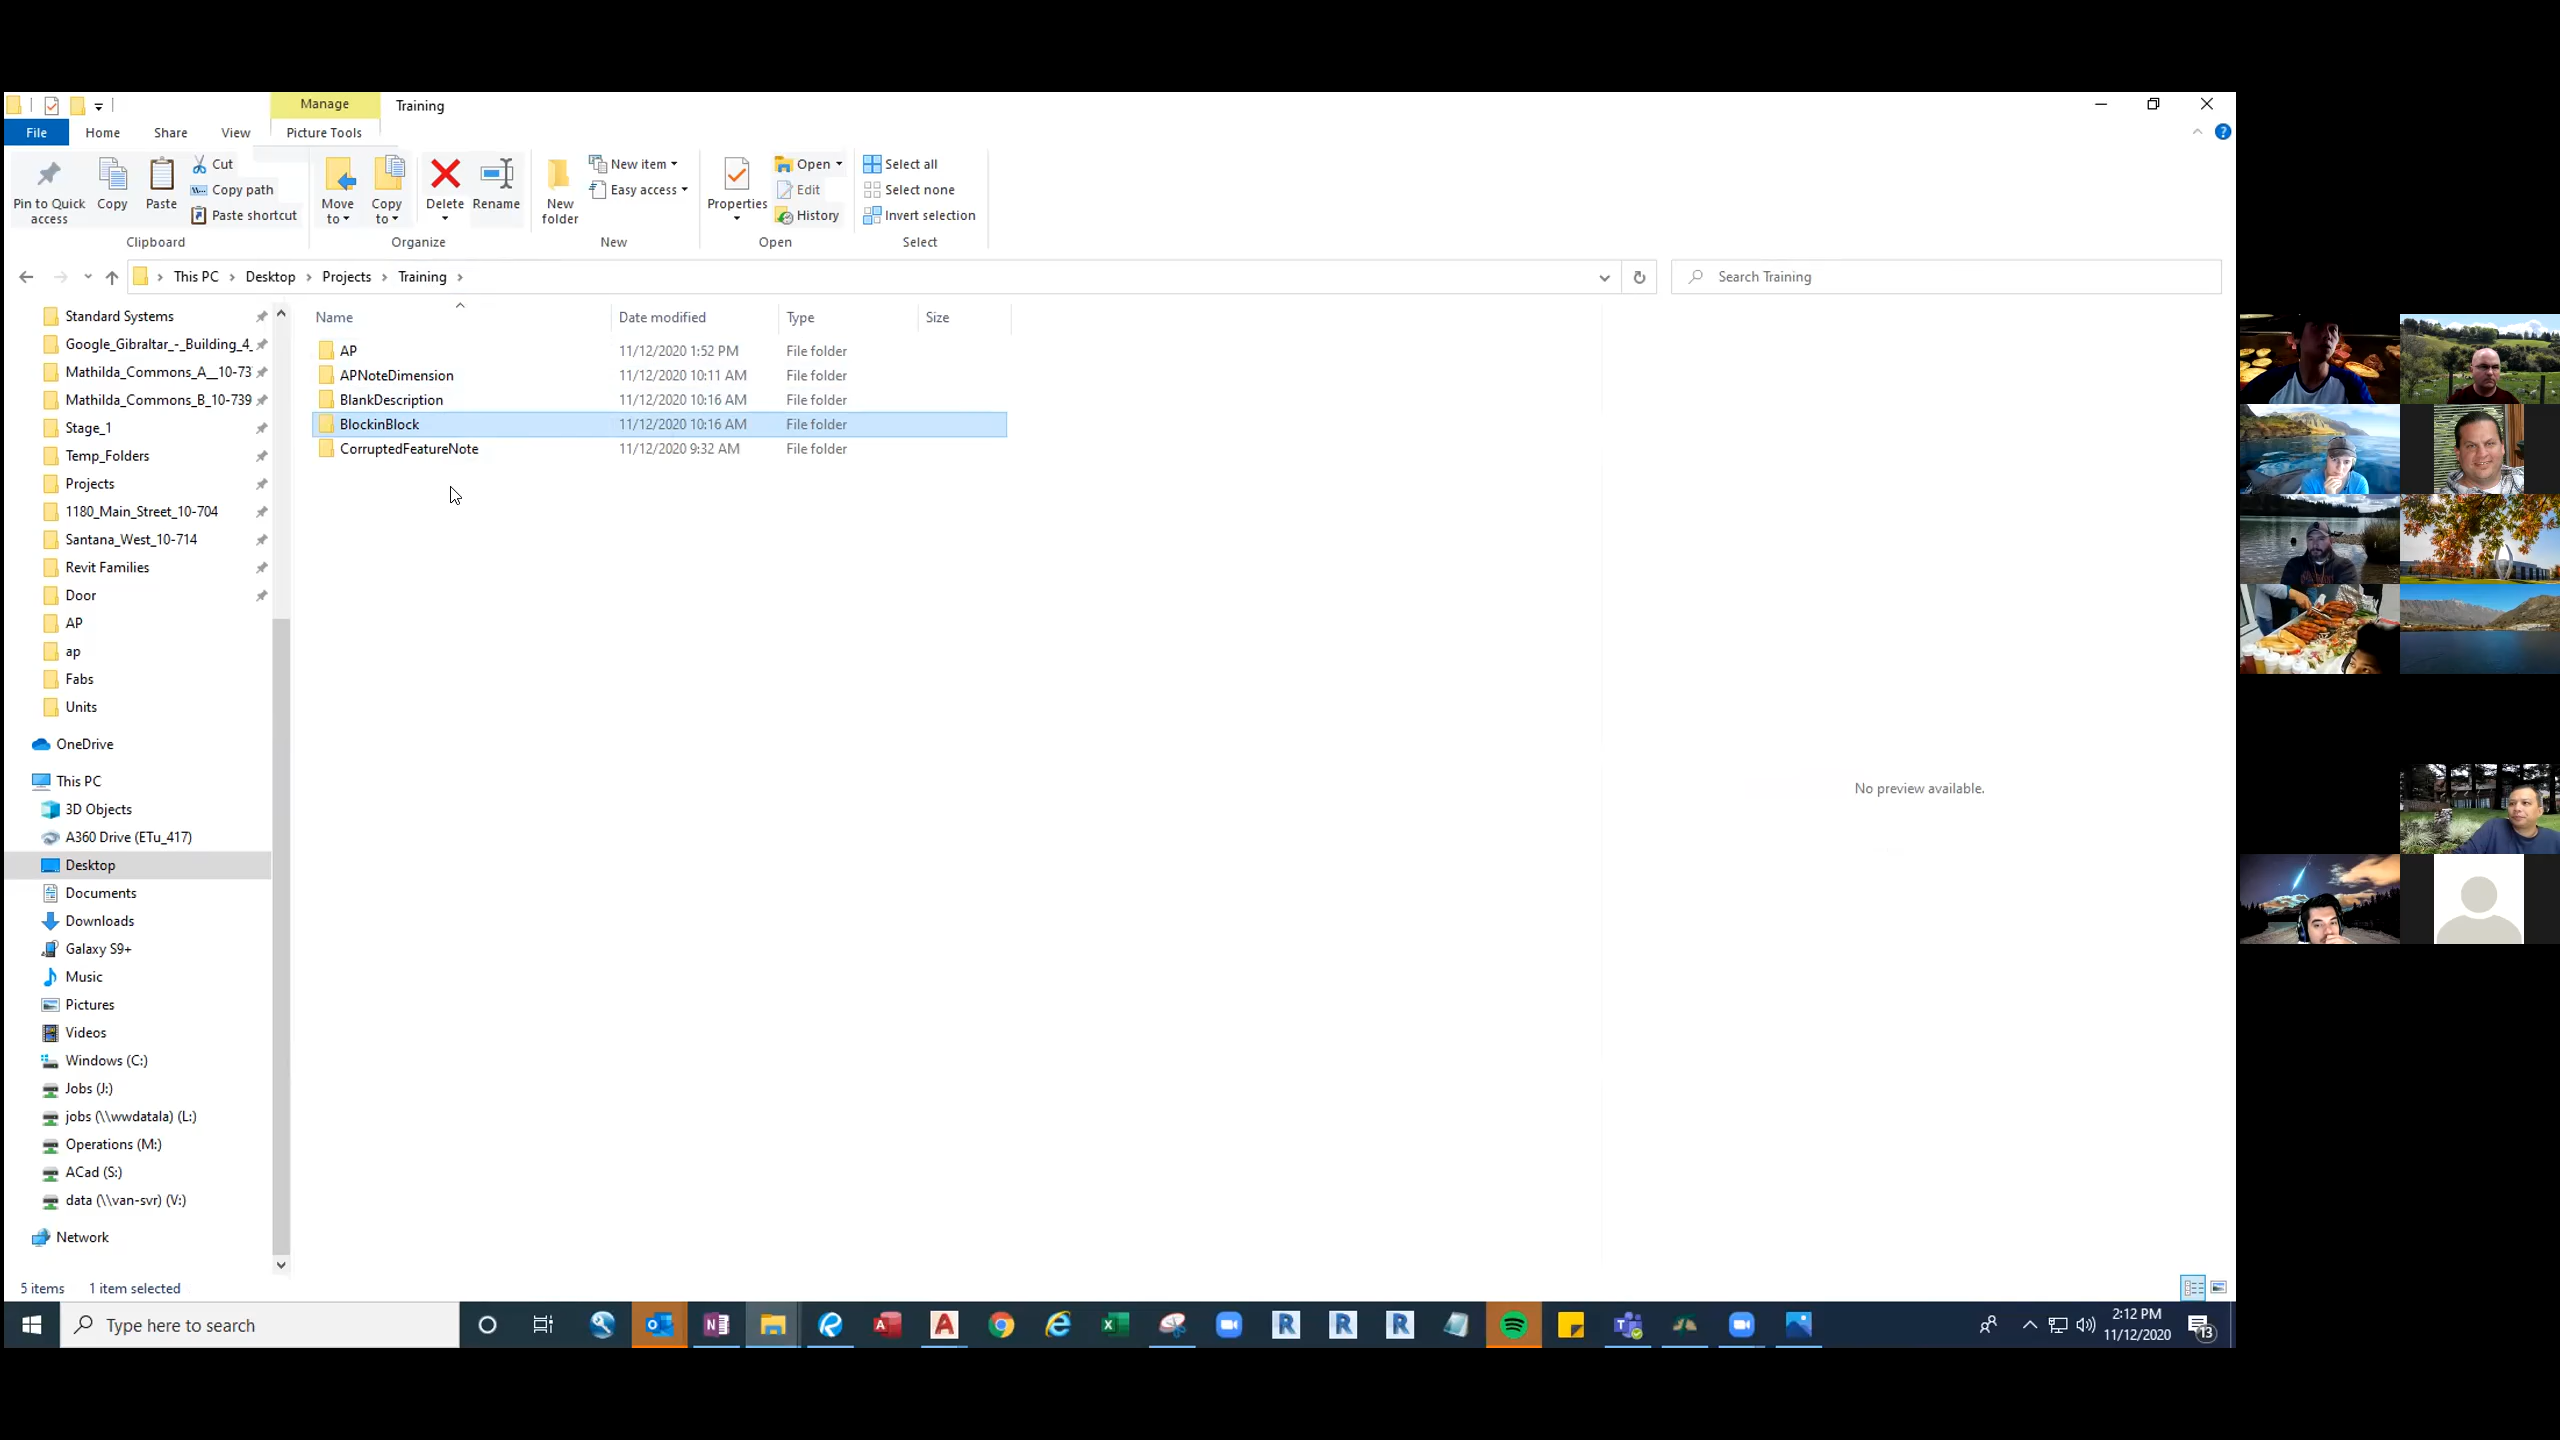 Manage
Training
File
Home
Share
View
Picture Tools
Pin to Quick access
Copy
Paste
Cut
Copy path
Paste shortcut
Clipboard
Move to
Copy to
Delete
Rename
Organize
New folder
New item
Easy access
New
Properties
Open
Edit
History
Open
Select all
Select none
Invert selection
Select
This PC
Desktop
Projects
Training
Search Training
Standard Systems
Google_Gibraltar_-_Building_4_
Mathilda_Commons_A__10-73
Mathilda_Commons_B_10-739
Stage_1
Temp_Folders
Projects
1180_Main_Street_10-704
Santana_West_10-714
Revit Families
Door
AP
ap
Fabs
Units
OneDrive
This PC
3D Objects
A360 Drive (ETu_417)
Desktop
Documents
Downloads
Galaxy S9+
Music
Pictures
Videos
Windows (C:)
Jobs (J:)
jobs (\\wwdatala) (L:)
Operations (M:)
ACad (S:)
data (\\van-svr) (V:)
Network
Name Date modified Type Size
AP 11/12/2020 1:52 PM File folder
APNoteDimension 11/12/2020 10:11 AM File folder
BlankDescription 11/12/2020 10:16 AM File folder
BlockinBlock 11/12/2020 10:16 AM File folder
CorruptedFeatureNote 11/12/2020 9:32 AM File folder
No preview available.
5 items 1 item selected
Type here to search
2:12 PM
11/12/2020
13